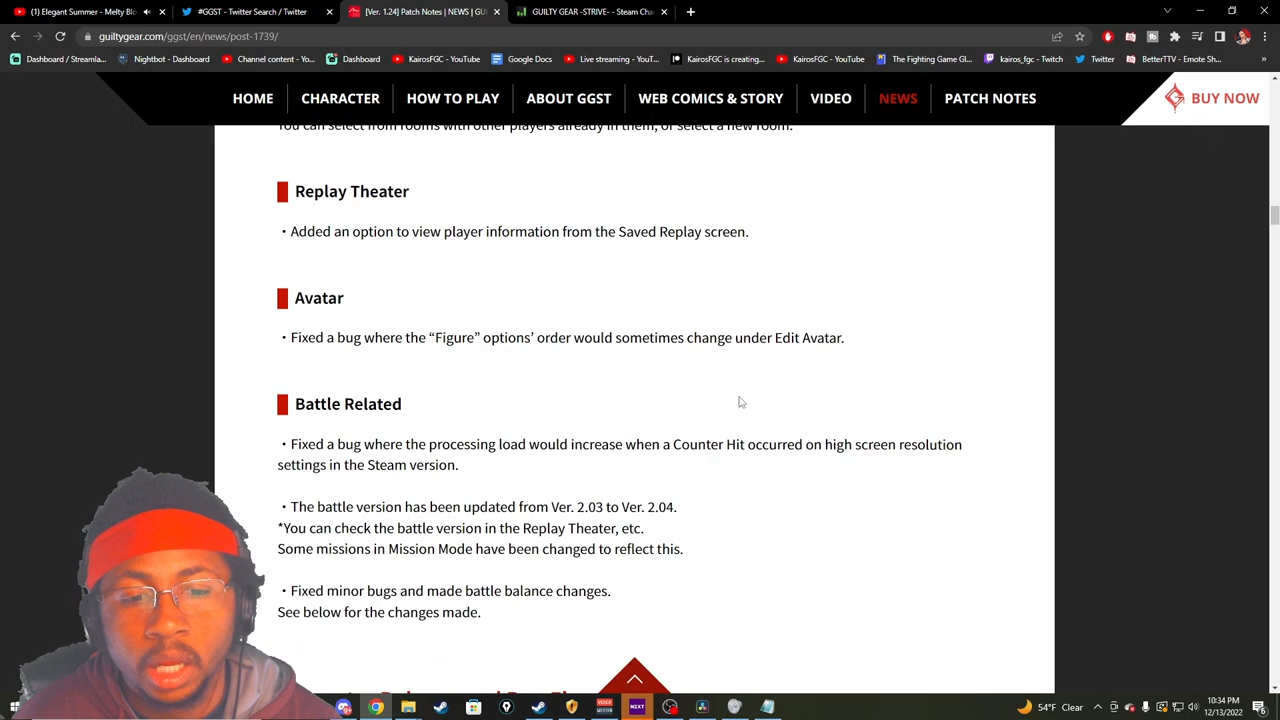 (1) Elegant Summer - Melty Blo
#GGST - Twitter Search / Twitter
[Ver. 1.24] Patch Notes | NEWS | GUI
GUILTY GEAR -STRIVE- - Steam Cha
guiltygear.com/ggst/en/news/post-1739/
Dashboard / Streamla...
Nightbot - Dashboard
Channel content - Yo...
Dashboard
KairosFGC - YouTube
Google Docs
Live streaming - YouT...
KairosFGC is creating...
KairosFGC - YouTube
The Fighting Game Gl...
kairos_fgc - Twitch
Twitter
BetterTTV - Emote Sh...
HOME
CHARACTER
HOW TO PLAY
ABOUT GGST
WEB COMICS & STORY
VIDEO
NEWS
PATCH NOTES
BUY NOW
You can select from rooms with other players already in them, or select a new room.
Replay Theater
・Added an option to view player information from the Saved Replay screen.
Avatar
・Fixed a bug where the “Figure” options’ order would sometimes change under Edit Avatar.
Battle Related
・Fixed a bug where the processing load would increase when a Counter Hit occurred on high screen resolution
settings in the Steam version.
・The battle version has been updated from Ver. 2.03 to Ver. 2.04.
*You can check the battle version in the Replay Theater, etc.
Some missions in Mission Mode have been changed to reflect this.
・Fixed minor bugs and made battle balance changes.
See below for the changes made.
NZXT
54°F Clear
10:34 PM
12/13/2022